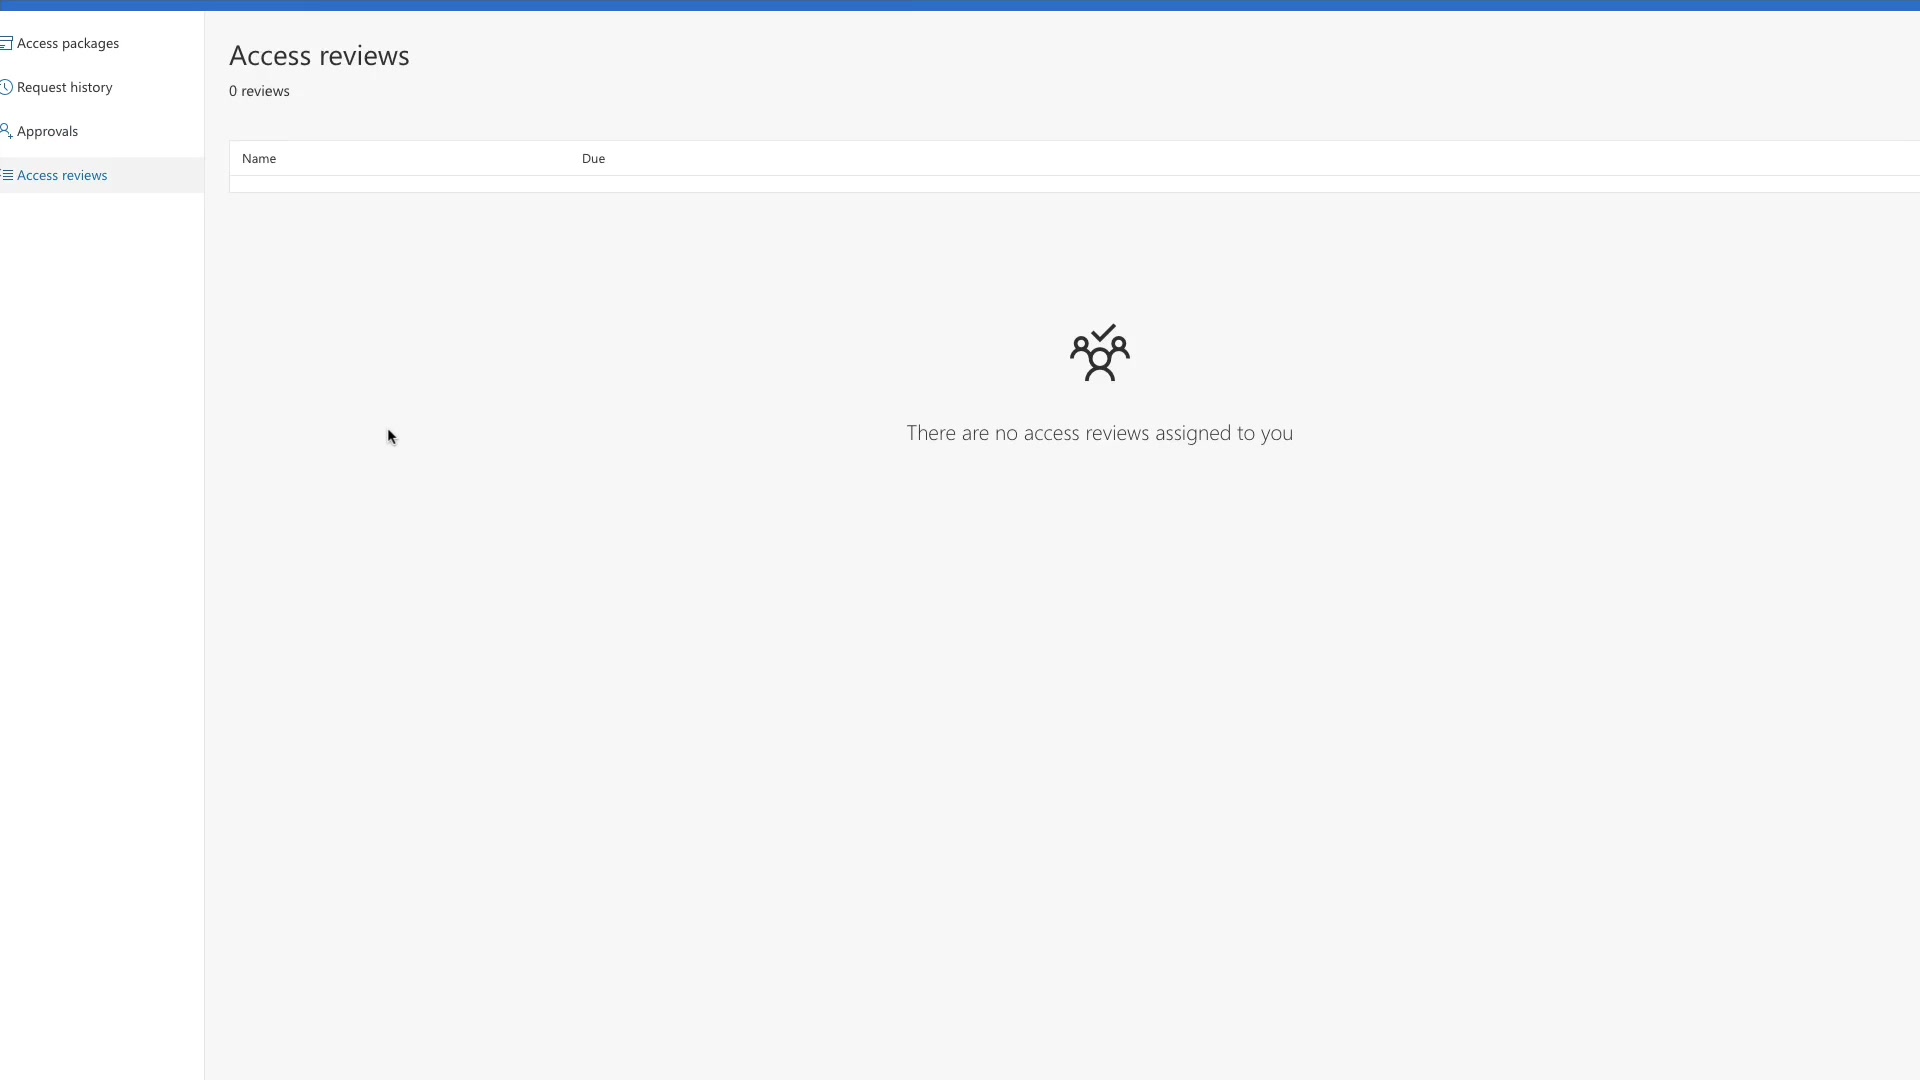 Access packages
Request history
Approvals
Access reviews
Access reviews
0 reviews
Name
Due
There are no access reviews assigned to you